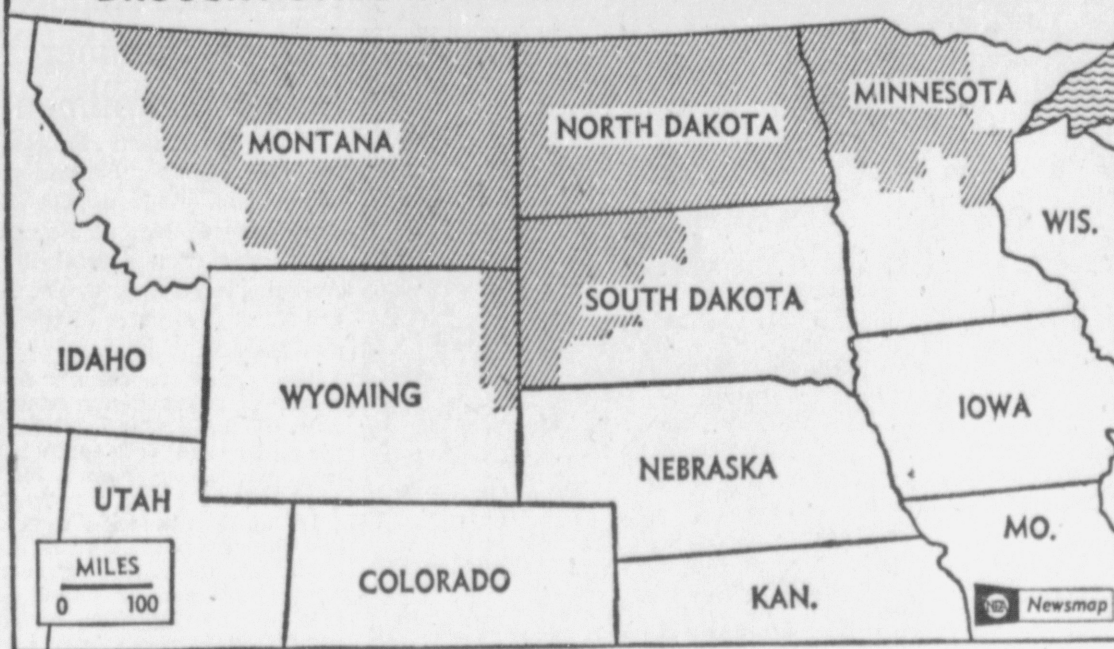 MONTANA
NORTH DAKOTA
MINNESOTA
WIS.
SOUTH DAKOTA
IDAHO
WYOMING
IOWA
NEBRASKA
UTAH
MO.
MILES
0 100
COLORADO
KAN.
NEA Newsmap